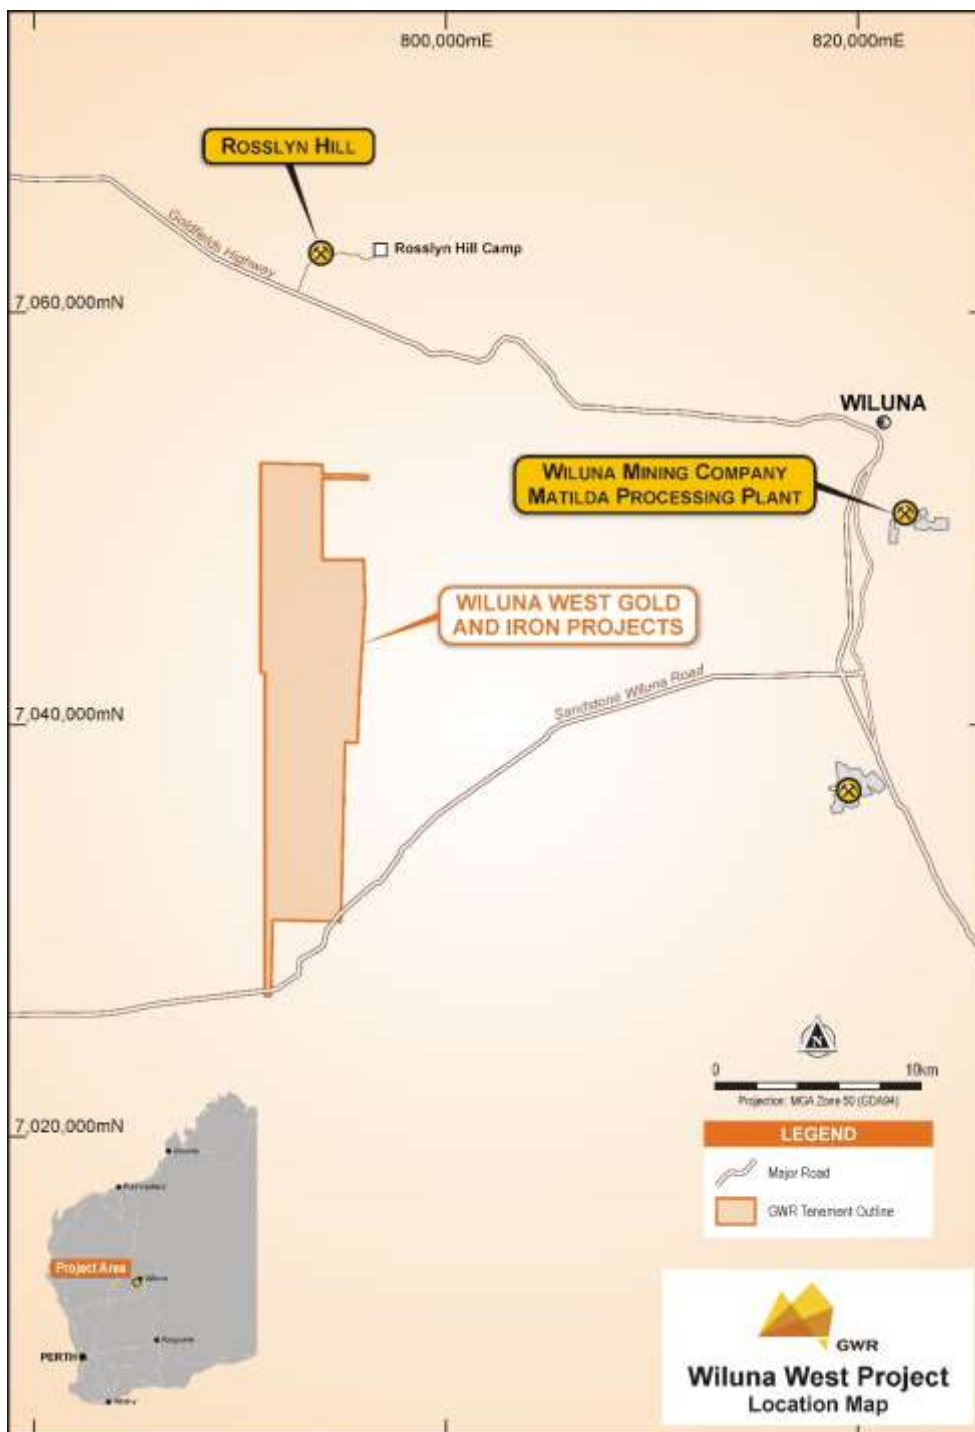 800,000mE
820,000mE
ROSSLYN HILL
Goldfields Highway
Rosslyn Hill Camp
7,060,000mN
WILUNA
WILUNA MINING COMPANY
MATILDA PROCESSING PLANT
WILUNA WEST GOLD
AND IRON PROJECTS
Sandstone Wiluna Road
7,040,000mN
N
0
10km
Projection: MGA Zone 50 (GDA94)
7,020,000mN
LEGEND
Major Road
GWR Tenement Outline
Project Area
Wiluna
PERTH
GWR
Wiluna West Project
Location Map